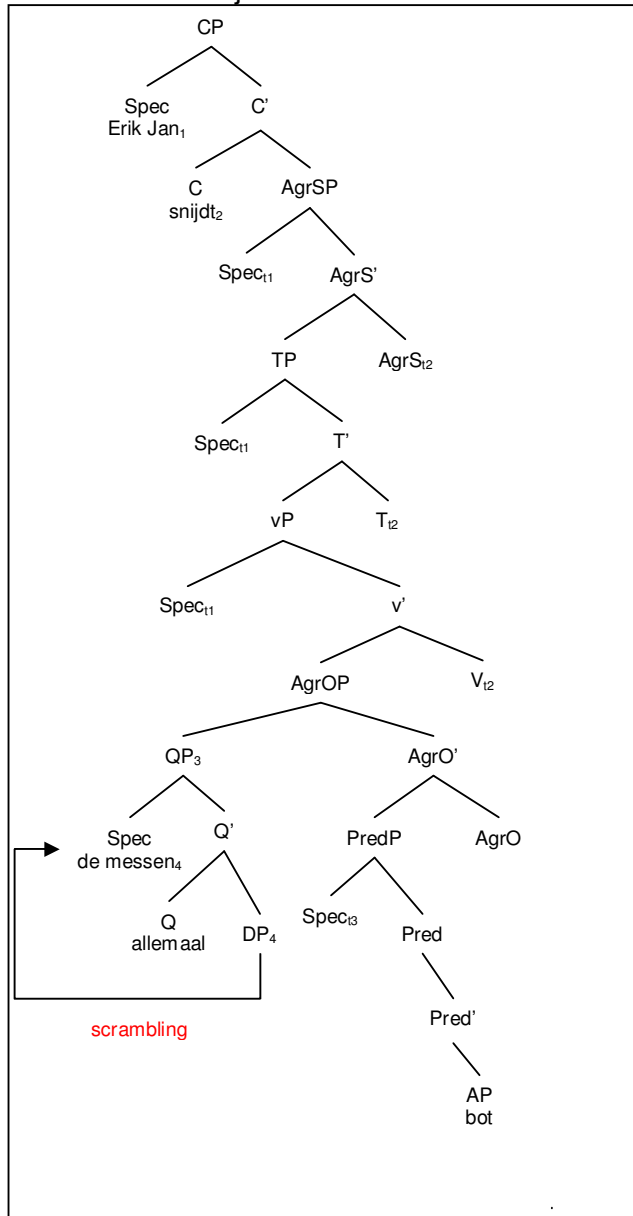 CP
Spec C’
Erik Jan₁
C AgrSP
snijdt₂
Specₜ₁ AgrS’
TP AgrSₜ₂
Specₜ₁ T’
vP Tₜ₂
Specₜ₁ v’
AgrOP Vₜ₂
QP₃ AgrO’
Spec Q’ PredP AgrO
de messen₄
Q DP₄ Specₜ₃ Pred
allemaal
scrambling Pred’
AP
bot
.